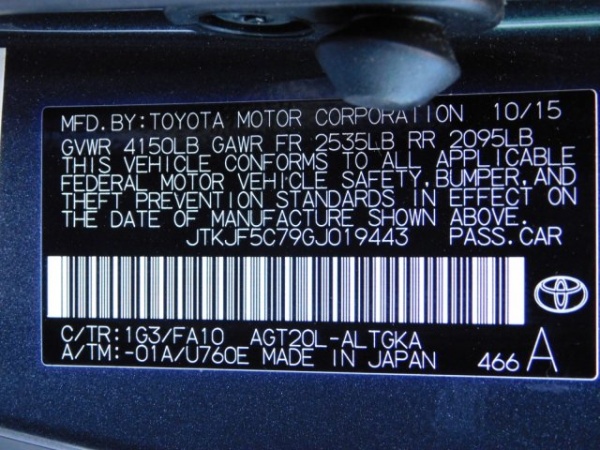 MFD.BY:TOYOTA MOTOR CORPORATION 10/15
GVWR 4150LB GAWR FR 2535LB RR 2095LB
THIS VEHICLE CONFORMS TO ALL APPLICABLE
FEDERAL MOTOR VEHICLE SAFETY,BUMPER,AND
THEFT PREVENTION STANDARDS IN EFFECT ON
THE DATE OF MANUFACTURE SHOWN ABOVE.
JTKJF5C79GJ019443 PASS.CAR
C/TR:1G3/FA10 AGT20L-ALTGKA
A/TM:-01A/U760E MADE IN JAPAN 466 A